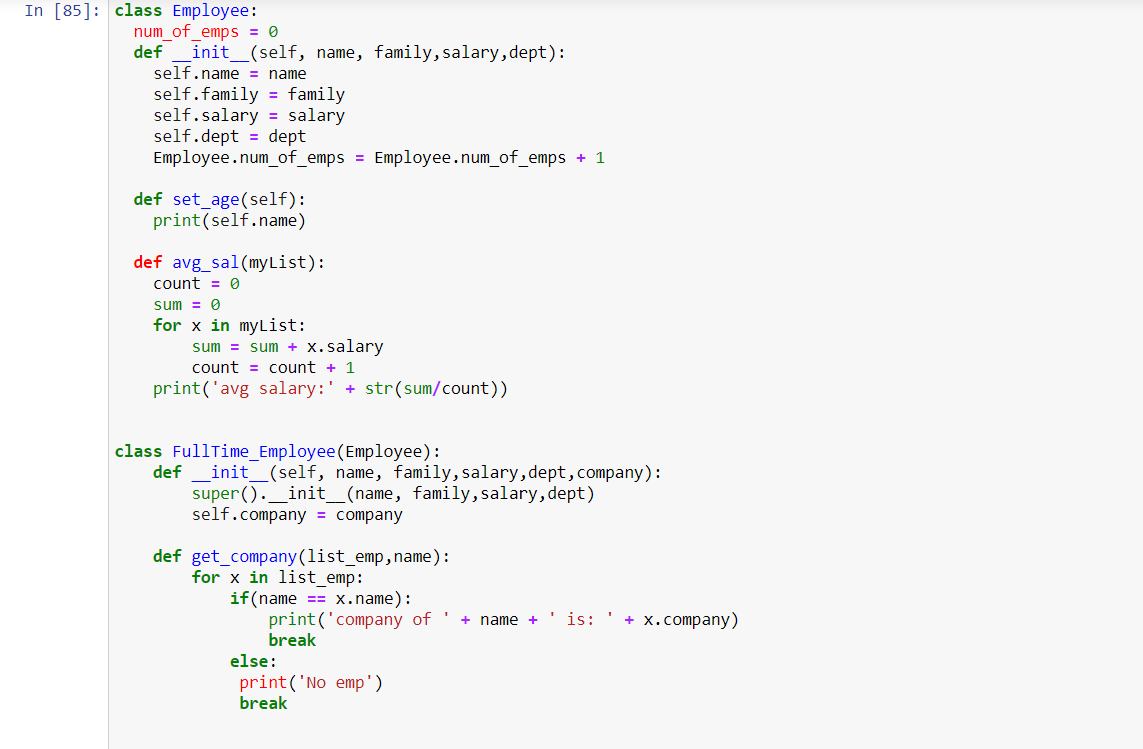 In [85]: class Employee:
  num_of_emps = 0
  def __init__(self, name, family,salary,dept):
    self.name = name
    self.family = family
    self.salary = salary
    self.dept = dept
    Employee.num_of_emps = Employee.num_of_emps + 1

  def set_age(self):
    print(self.name)

  def avg_sal(myList):
    count = 0
    sum = 0
    for x in myList:
        sum = sum + x.salary
        count = count + 1
    print('avg salary:' + str(sum/count))


class FullTime_Employee(Employee):
    def __init__(self, name, family,salary,dept,company):
        super().__init__(name, family,salary,dept)
        self.company = company

    def get_company(list_emp,name):
        for x in list_emp:
            if(name == x.name):
                print('company of ' + name + ' is: ' + x.company)
                break
            else:
             print('No emp')
             break